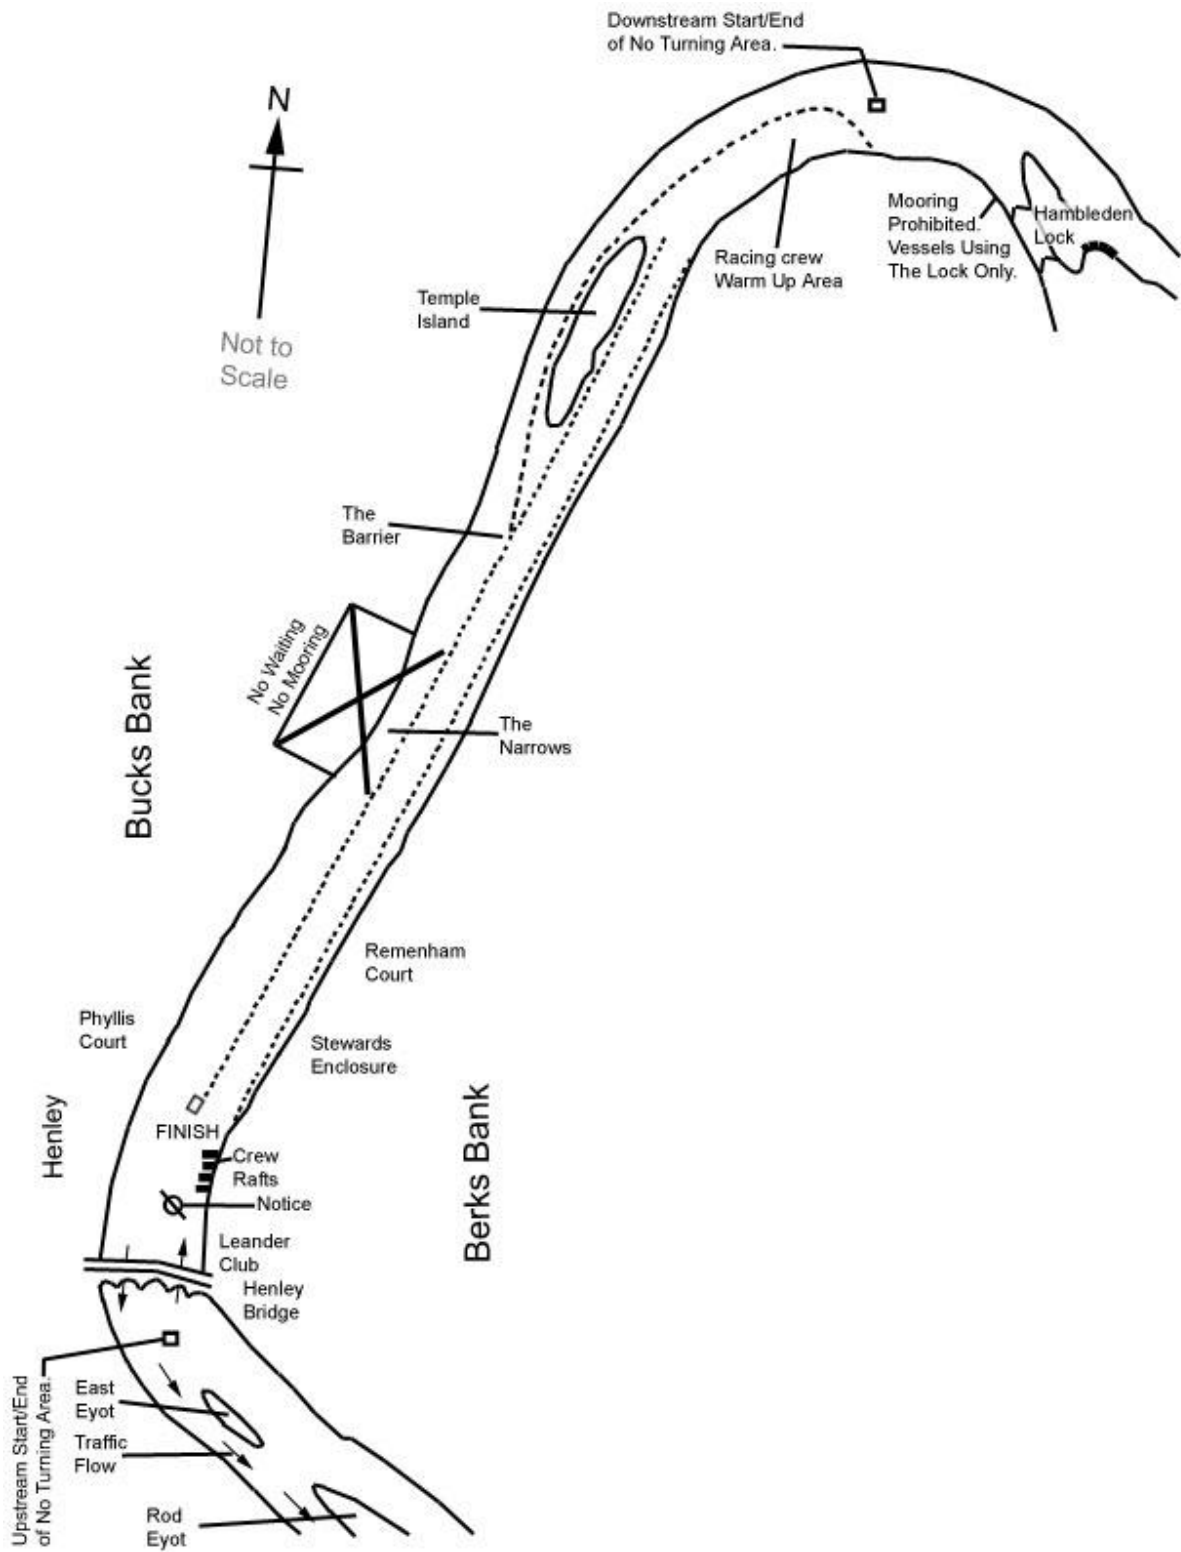 Downstream Start/End
of No Turning Area.
N
Not to
Scale
Mooring
Prohibited.
Vessels Using
The Lock Only.
Hambleden
Lock
Racing crew
Warm Up Area
Temple
Island
The
Barrier
No Waiting
No Mooring
Bucks Bank
The
Narrows
Remenham
Court
Phyllis
Court
Stewards
Enclosure
Henley
FINISH
Berks Bank
Crew
Rafts
Notice
Leander
Club
Henley
Bridge
Upstream Start/End
of No Turning Area.
East
Eyot
Traffic
Flow
Rod
Eyot